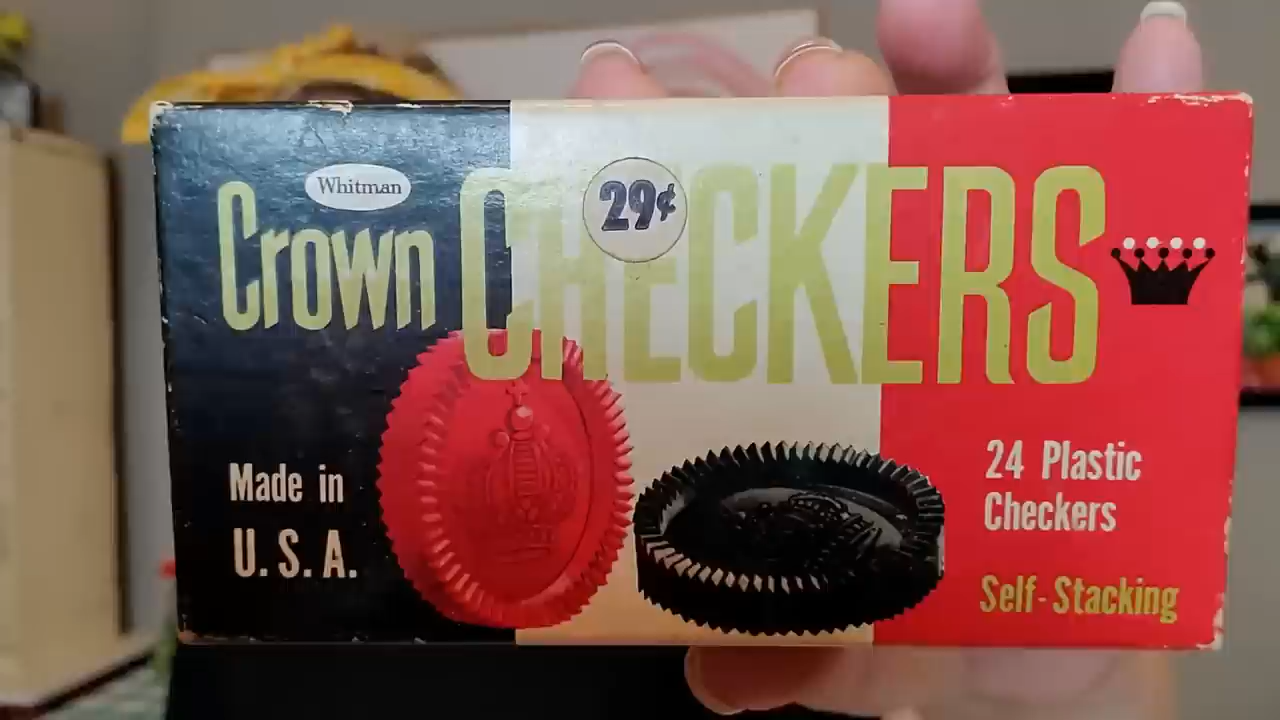 Whitman
Crown CHECKERS
29¢
Made in
U.S.A.
24 Plastic
Checkers
Self-Stacking